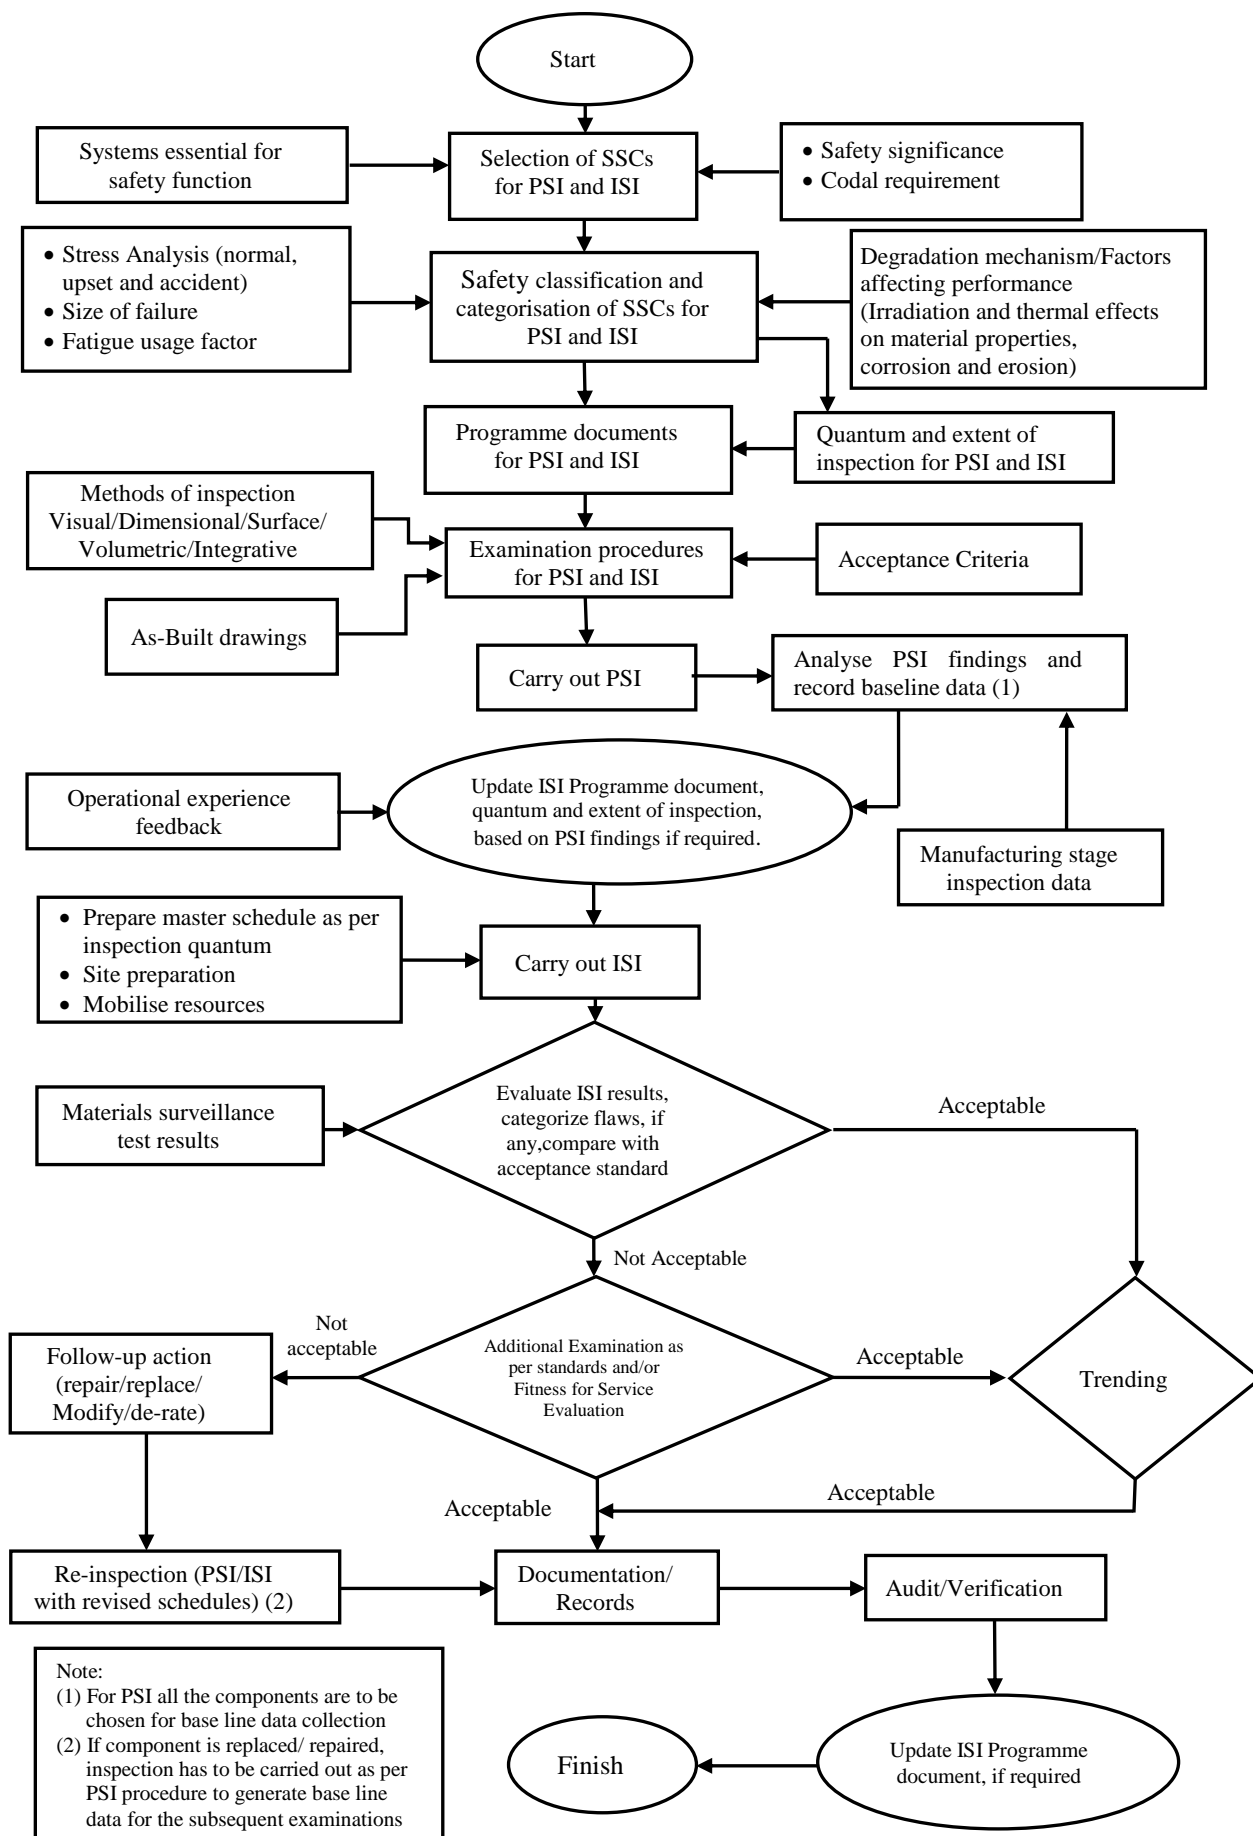 Start
Systems essential for
safety function
Selection of SSCs
for PSI and ISI
• Safety significance
• Codal requirement
• Stress Analysis (normal,
upset and accident)
• Size of failure
• Fatigue usage factor
Safety classification and
categorisation of SSCs for
PSI and ISI
Degradation mechanism/Factors
affecting performance
(Irradiation and thermal effects
on material properties,
corrosion and erosion)
Programme documents
for PSI and ISI
Quantum and extent of
inspection for PSI and ISI
Methods of inspection
Visual/Dimensional/Surface/
Volumetric/Integrative
Examination procedures
for PSI and ISI
Acceptance Criteria
As-Built drawings
Carry out PSI
Analyse PSI findings and
record baseline data (1)
Operational experience
feedback
Update ISI Programme document,
quantum and extent of inspection,
based on PSI findings if required.
Manufacturing stage
inspection data
• Prepare master schedule as per
inspection quantum
• Site preparation
• Mobilise resources
Carry out ISI
Materials surveillance
test results
Evaluate ISI results,
categorize flaws, if
any,compare with
acceptance standard
Acceptable
Not Acceptable
Not
acceptable
Follow-up action
(repair/replace/
Modify/de-rate)
Additional Examination as
per standards and/or
Fitness for Service
Evaluation
Acceptable
Trending
Acceptable
Acceptable
Re-inspection (PSI/ISI
with revised schedules) (2)
Documentation/
Records
Audit/Verification
Note:
(1) For PSI all the components are to be
chosen for base line data collection
(2) If component is replaced/ repaired,
inspection has to be carried out as per
PSI procedure to generate base line
data for the subsequent examinations
Finish
Update ISI Programme
document, if required